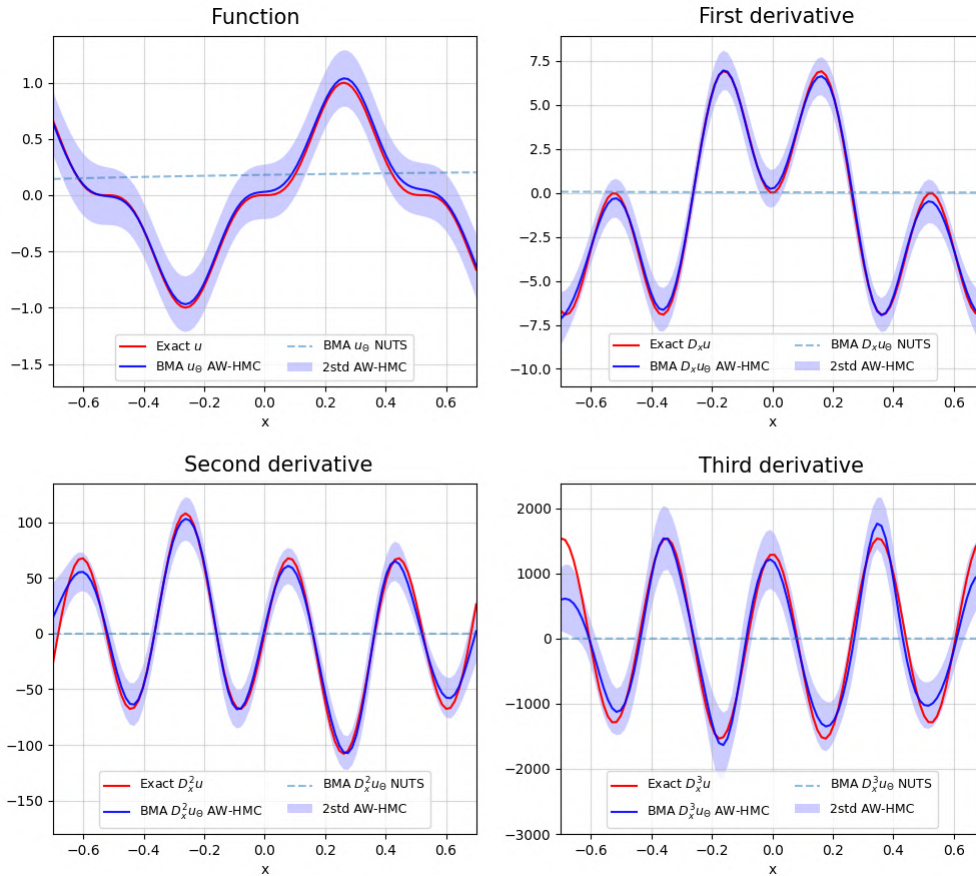 Function
1.0
0.5
0.0
−0.5
−1.0
−1.5
Exact u
BMA u_Θ AW-HMC
BMA u_Θ NUTS
2std AW-HMC
−0.6 −0.4 −0.2 0.0 0.2 0.4 0.6
x
First derivative
7.5
5.0
2.5
0.0
−2.5
−5.0
−7.5
−10.0
Exact D_x u
BMA D_x u_Θ AW-HMC
BMA D_x u_Θ NUTS
2std AW-HMC
−0.6 −0.4 −0.2 0.0 0.2 0.4 0.6
x
Second derivative
100
50
0
−50
−100
−150
Exact D_x^2 u
BMA D_x^2 u_Θ AW-HMC
BMA D_x^2 u_Θ NUTS
2std AW-HMC
−0.6 −0.4 −0.2 0.0 0.2 0.4 0.6
x
Third derivative
2000
1000
0
−1000
−2000
−3000
Exact D_x^3 u
BMA D_x^3 u_Θ AW-HMC
BMA D_x^3 u_Θ NUTS
2std AW-HMC
−0.6 −0.4 −0.2 0.0 0.2 0.4 0.6
x